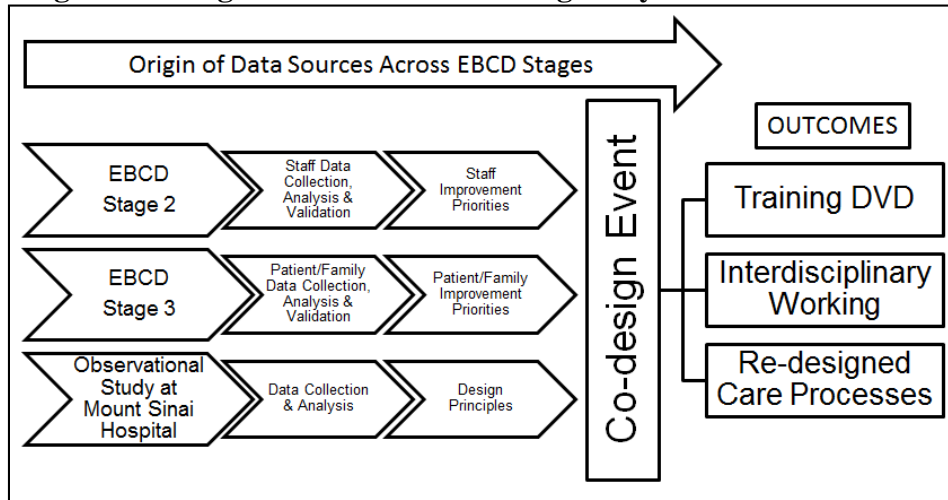 Origin of Data Sources Across EBCD Stages
EBCD
Stage 2
Staff Data
Collection,
Analysis &
Validation
Staff
Improvement
Priorities
EBCD
Stage 3
Patient/Family
Data Collection,
Analysis &
Validation
Patient/Family
Improvement
Priorities
Observational
Study at
Mount Sinai
Hospital
Data Collection
& Analysis
Design
Principles
Co-design Event
OUTCOMES
Training DVD
Interdisciplinary
Working
Re-designed
Care Processes